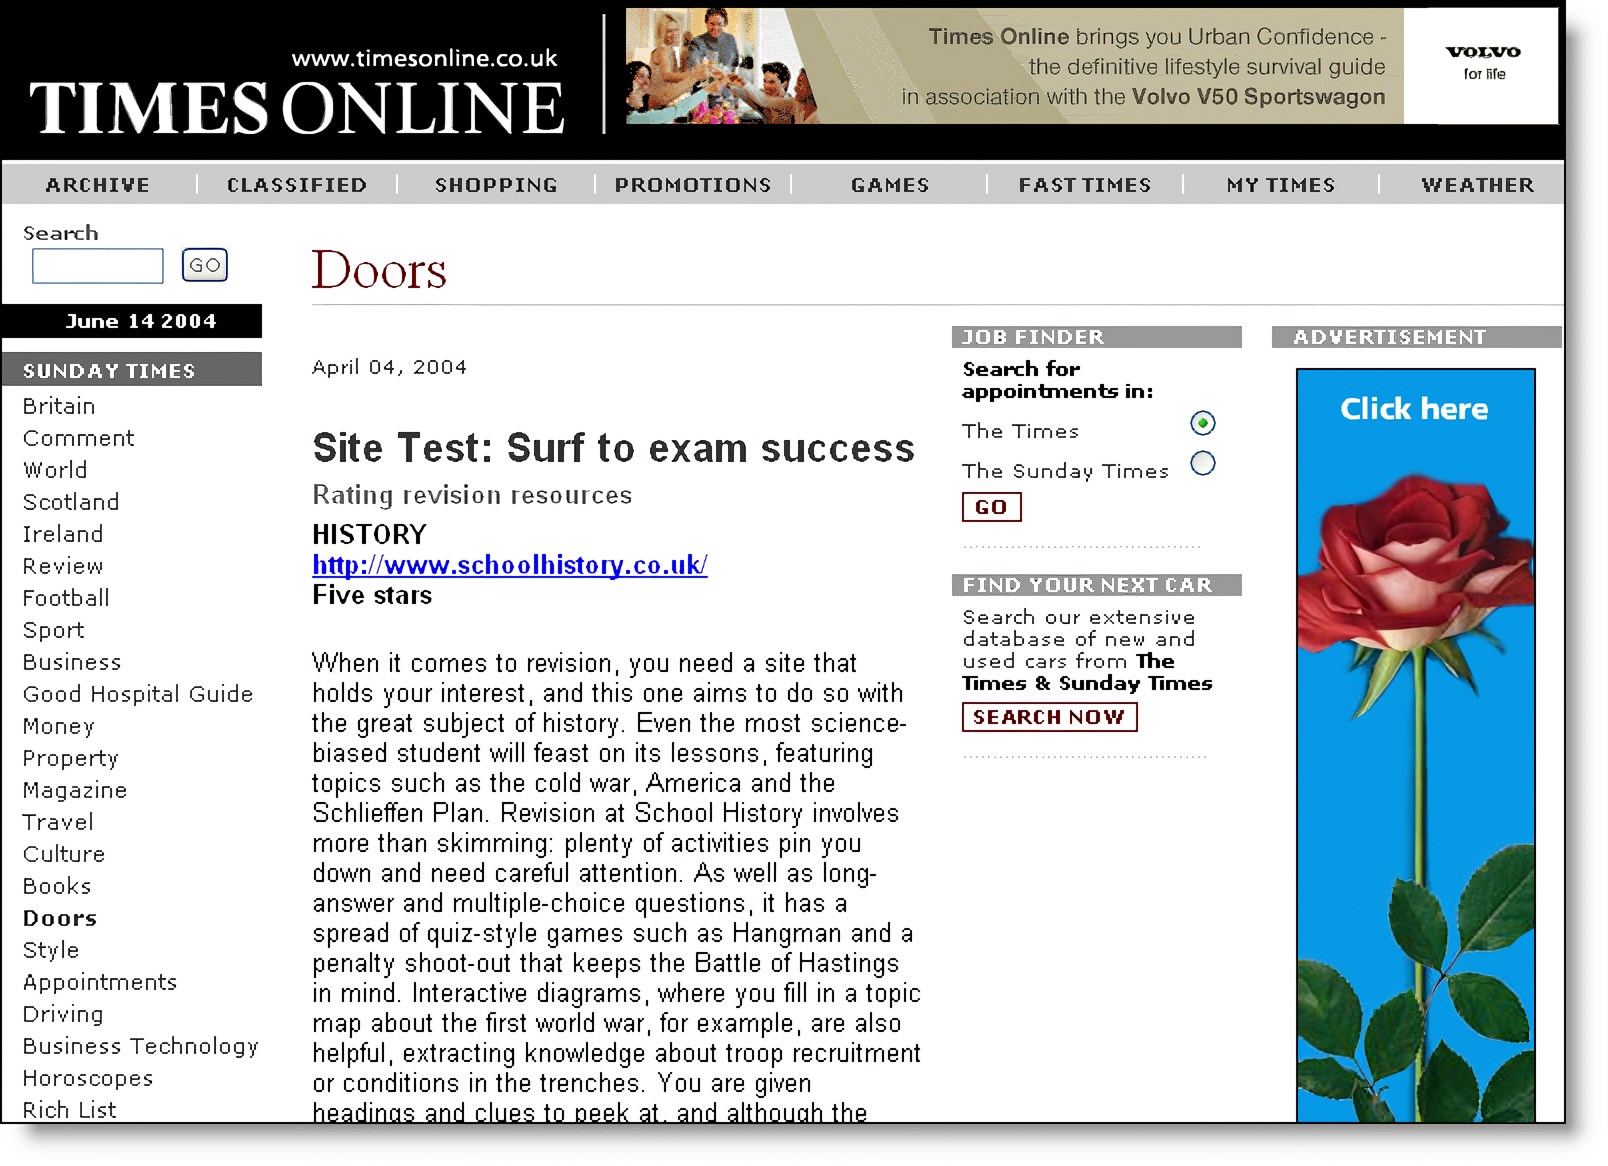 www.timesonline.co.uk
TIMES ONLINE
Times Online brings you Urban Confidence -
the definitive lifestyle survival guide
in association with the Volvo V50 Sportswagon
VOLVO
for life
ARCHIVE
CLASSIFIED
SHOPPING
PROMOTIONS
GAMES
FAST TIMES
MY TIMES
WEATHER
Search
GO
June 14 2004
SUNDAY TIMES
Britain
Comment
World
Scotland
Ireland
Review
Football
Sport
Business
Good Hospital Guide
Money
Property
Magazine
Travel
Culture
Books
Doors
Style
Appointments
Driving
Business Technology
Horoscopes
Rich List
Doors
April 04, 2004
Site Test: Surf to exam success
Rating revision resources
HISTORY
http://www.schoolhistory.co.uk/
Five stars
When it comes to revision, you need a site that
holds your interest, and this one aims to do so with
the great subject of history. Even the most science-
biased student will feast on its lessons, featuring
topics such as the cold war, America and the
Schlieffen Plan. Revision at School History involves
more than skimming: plenty of activities pin you
down and need careful attention. As well as long-
answer and multiple-choice questions, it has a
spread of quiz-style games such as Hangman and a
penalty shoot-out that keeps the Battle of Hastings
in mind. Interactive diagrams, where you fill in a topic
map about the first world war, for example, are also
helpful, extracting knowledge about troop recruitment
or conditions in the trenches. You are given
headings and clues to peek at, and although the
JOB FINDER
Search for
appointments in:
The Times
The Sunday Times
GO
FIND YOUR NEXT CAR
Search our extensive
database of new and
used cars from The
Times & Sunday Times
SEARCH NOW
ADVERTISEMENT
Click here